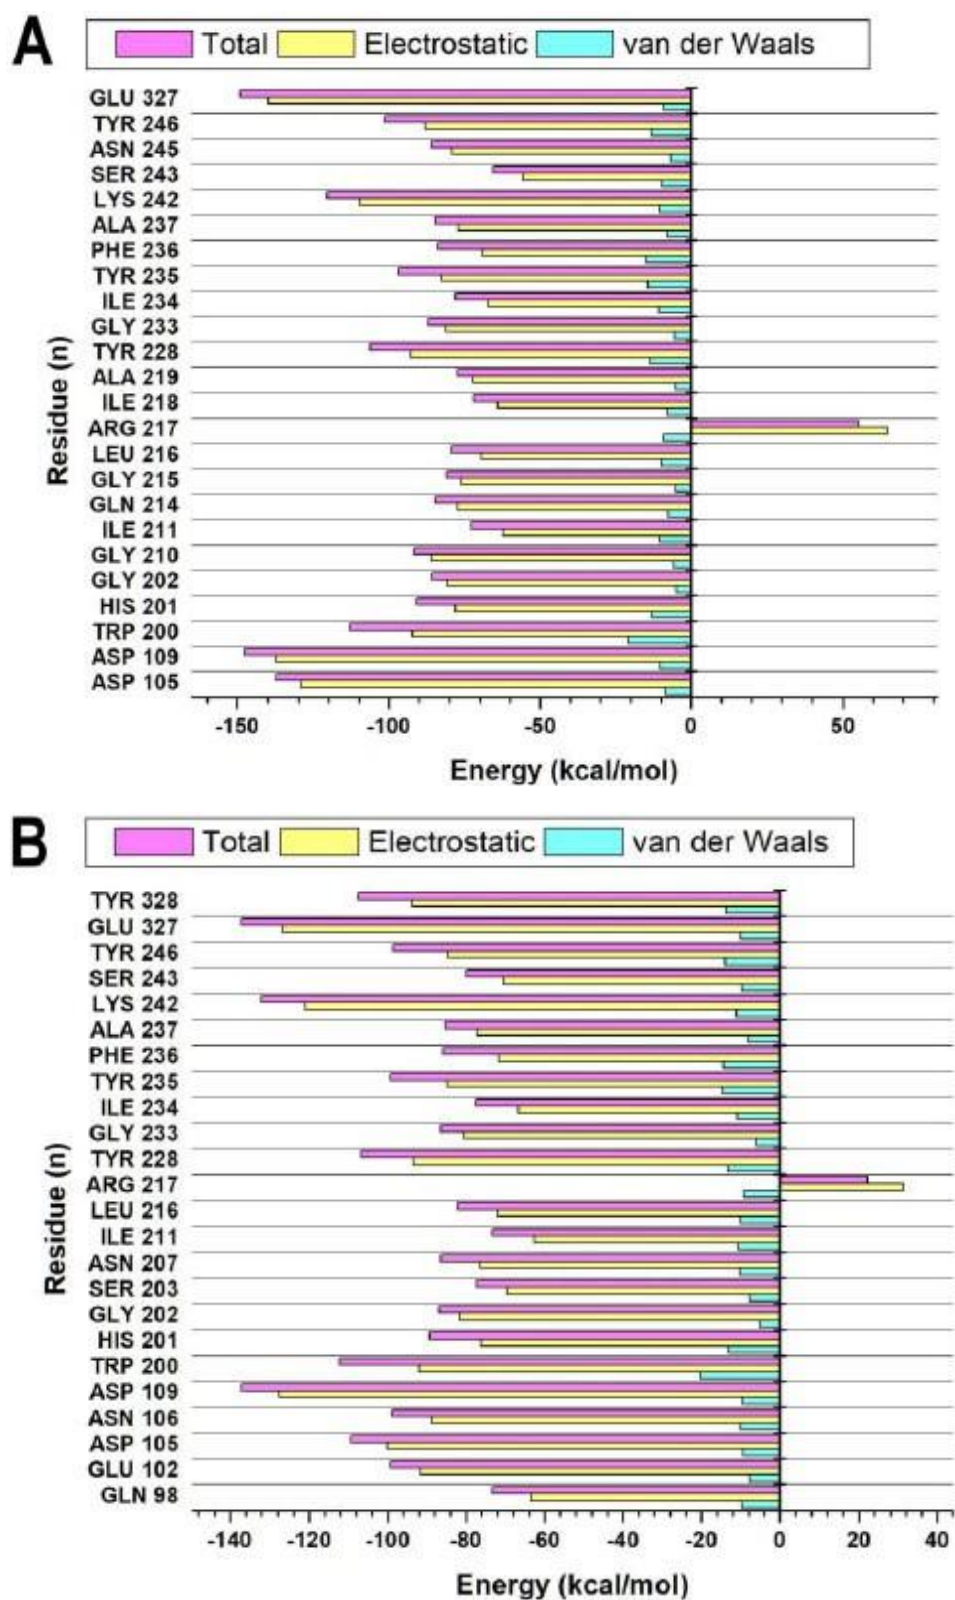 A
Total Electrostatic van der Waals
GLU 327
TYR 246
ASN 245
SER 243
LYS 242
ALA 237
PHE 236
TYR 235
ILE 234
GLY 233
TYR 228
ALA 219
ILE 218
ARG 217
LEU 216
GLY 215
GLN 214
ILE 211
GLY 210
GLY 202
HIS 201
TRP 200
ASP 109
ASP 105
Residue (n)
-150 -100 -50 0 50
Energy (kcal/mol)
B
Total Electrostatic van der Waals
TYR 328
GLU 327
TYR 246
SER 243
LYS 242
ALA 237
PHE 236
TYR 235
ILE 234
GLY 233
TYR 228
ARG 217
LEU 216
ILE 211
ASN 207
SER 203
GLY 202
HIS 201
TRP 200
ASP 109
ASN 106
ASP 105
GLU 102
GLN 98
Residue (n)
-140 -120 -100 -80 -60 -40 -20 0 20 40
Energy (kcal/mol)